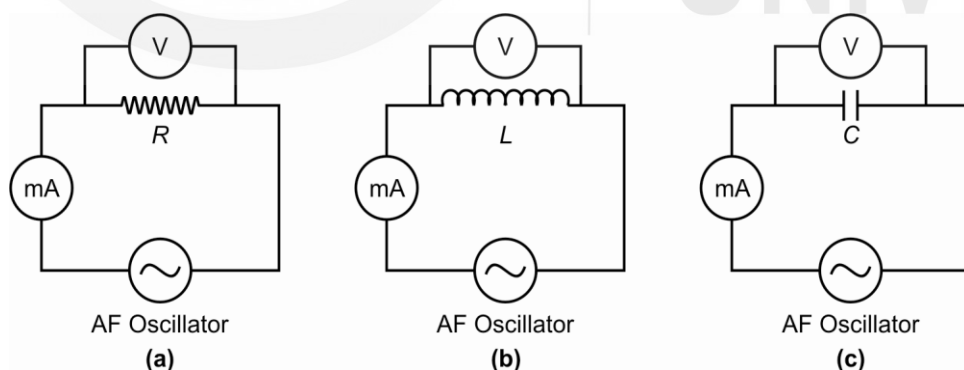 V V V
R L C
mA mA mA
AF Oscillator AF Oscillator AF Oscillator
(a) (b) (c)